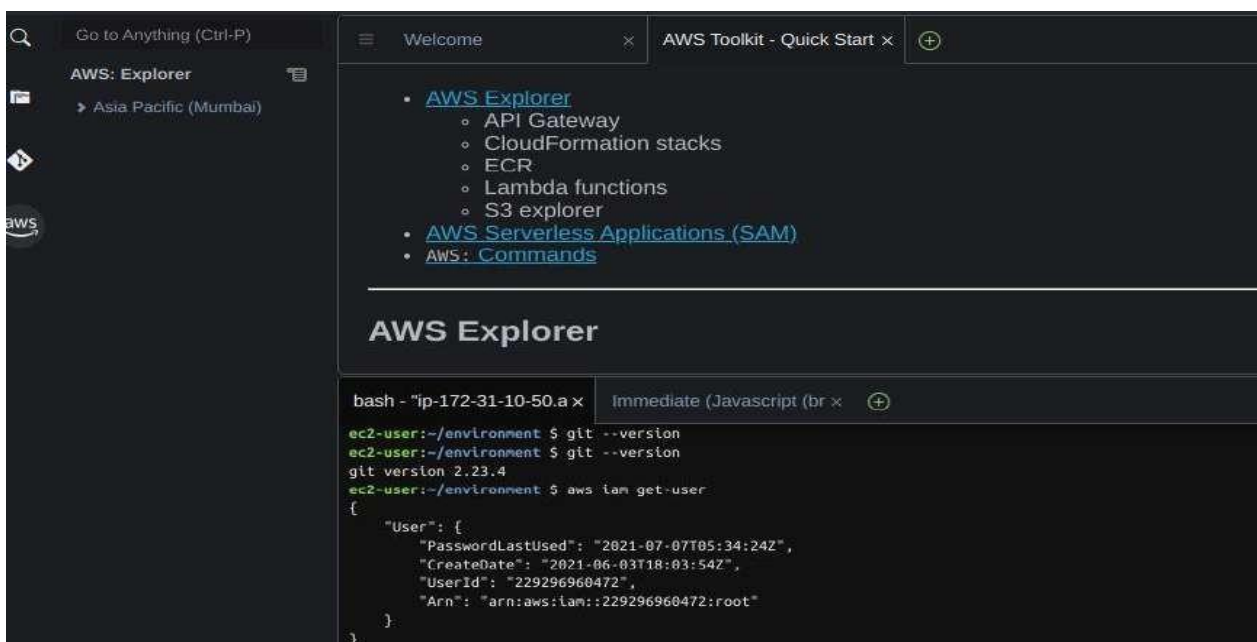 Go to Anything (Ctrl-P)
AWS: Explorer
Asia Pacific (Mumbai)
aws
Welcome
AWS Toolkit - Quick Start
AWS Explorer
API Gateway
CloudFormation stacks
ECR
Lambda functions
S3 explorer
AWS Serverless Applications (SAM)
AWS: Commands
AWS Explorer
bash - "ip-172-31-10-50.a
Immediate (Javascript (br
ec2-user:~/environment $ git --version
ec2-user:~/environment $ git --version
git version 2.23.4
ec2-user:~/environment $ aws iam get-user
{
    "User": {
        "PasswordLastUsed": "2021-07-07T05:34:24Z",
        "CreateDate": "2021-06-03T18:03:54Z",
        "UserId": "229296960472",
        "Arn": "arn:aws:iam::229296960472:root"
    }
}